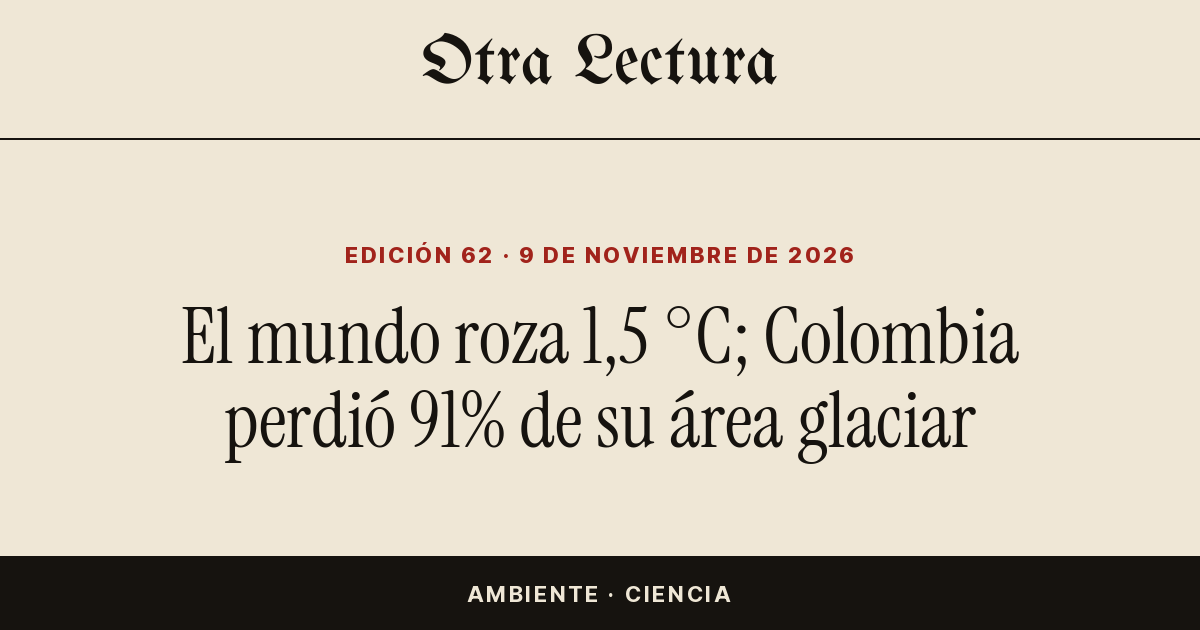 Otra Lectura
EDICIÓN 62 · 9 DE NOVIEMBRE DE 2026
El mundo roza 1,5 °C; Colombia
perdió 91% de su área glaciar
AMBIENTE · CIENCIA